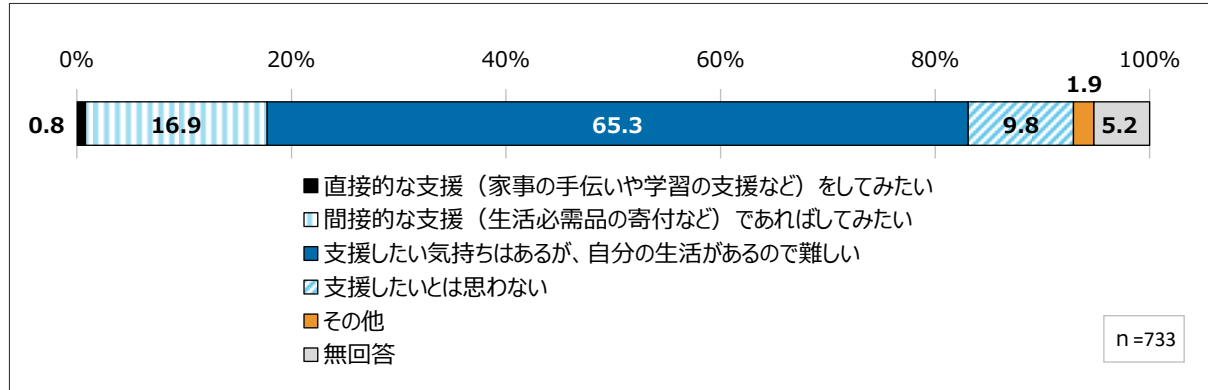 0% 20% 40% 60% 80% 100%
1.9
0.8 16.9 65.3 9.8 5.2
直接的な支援（家事の手伝いや学習の支援など）をしてみたい
間接的な支援（生活必需品の寄付など）であればしてみたい
支援したい気持ちはあるが、自分の生活があるので難しい
支援したいとは思わない
その他
無回答
n=733